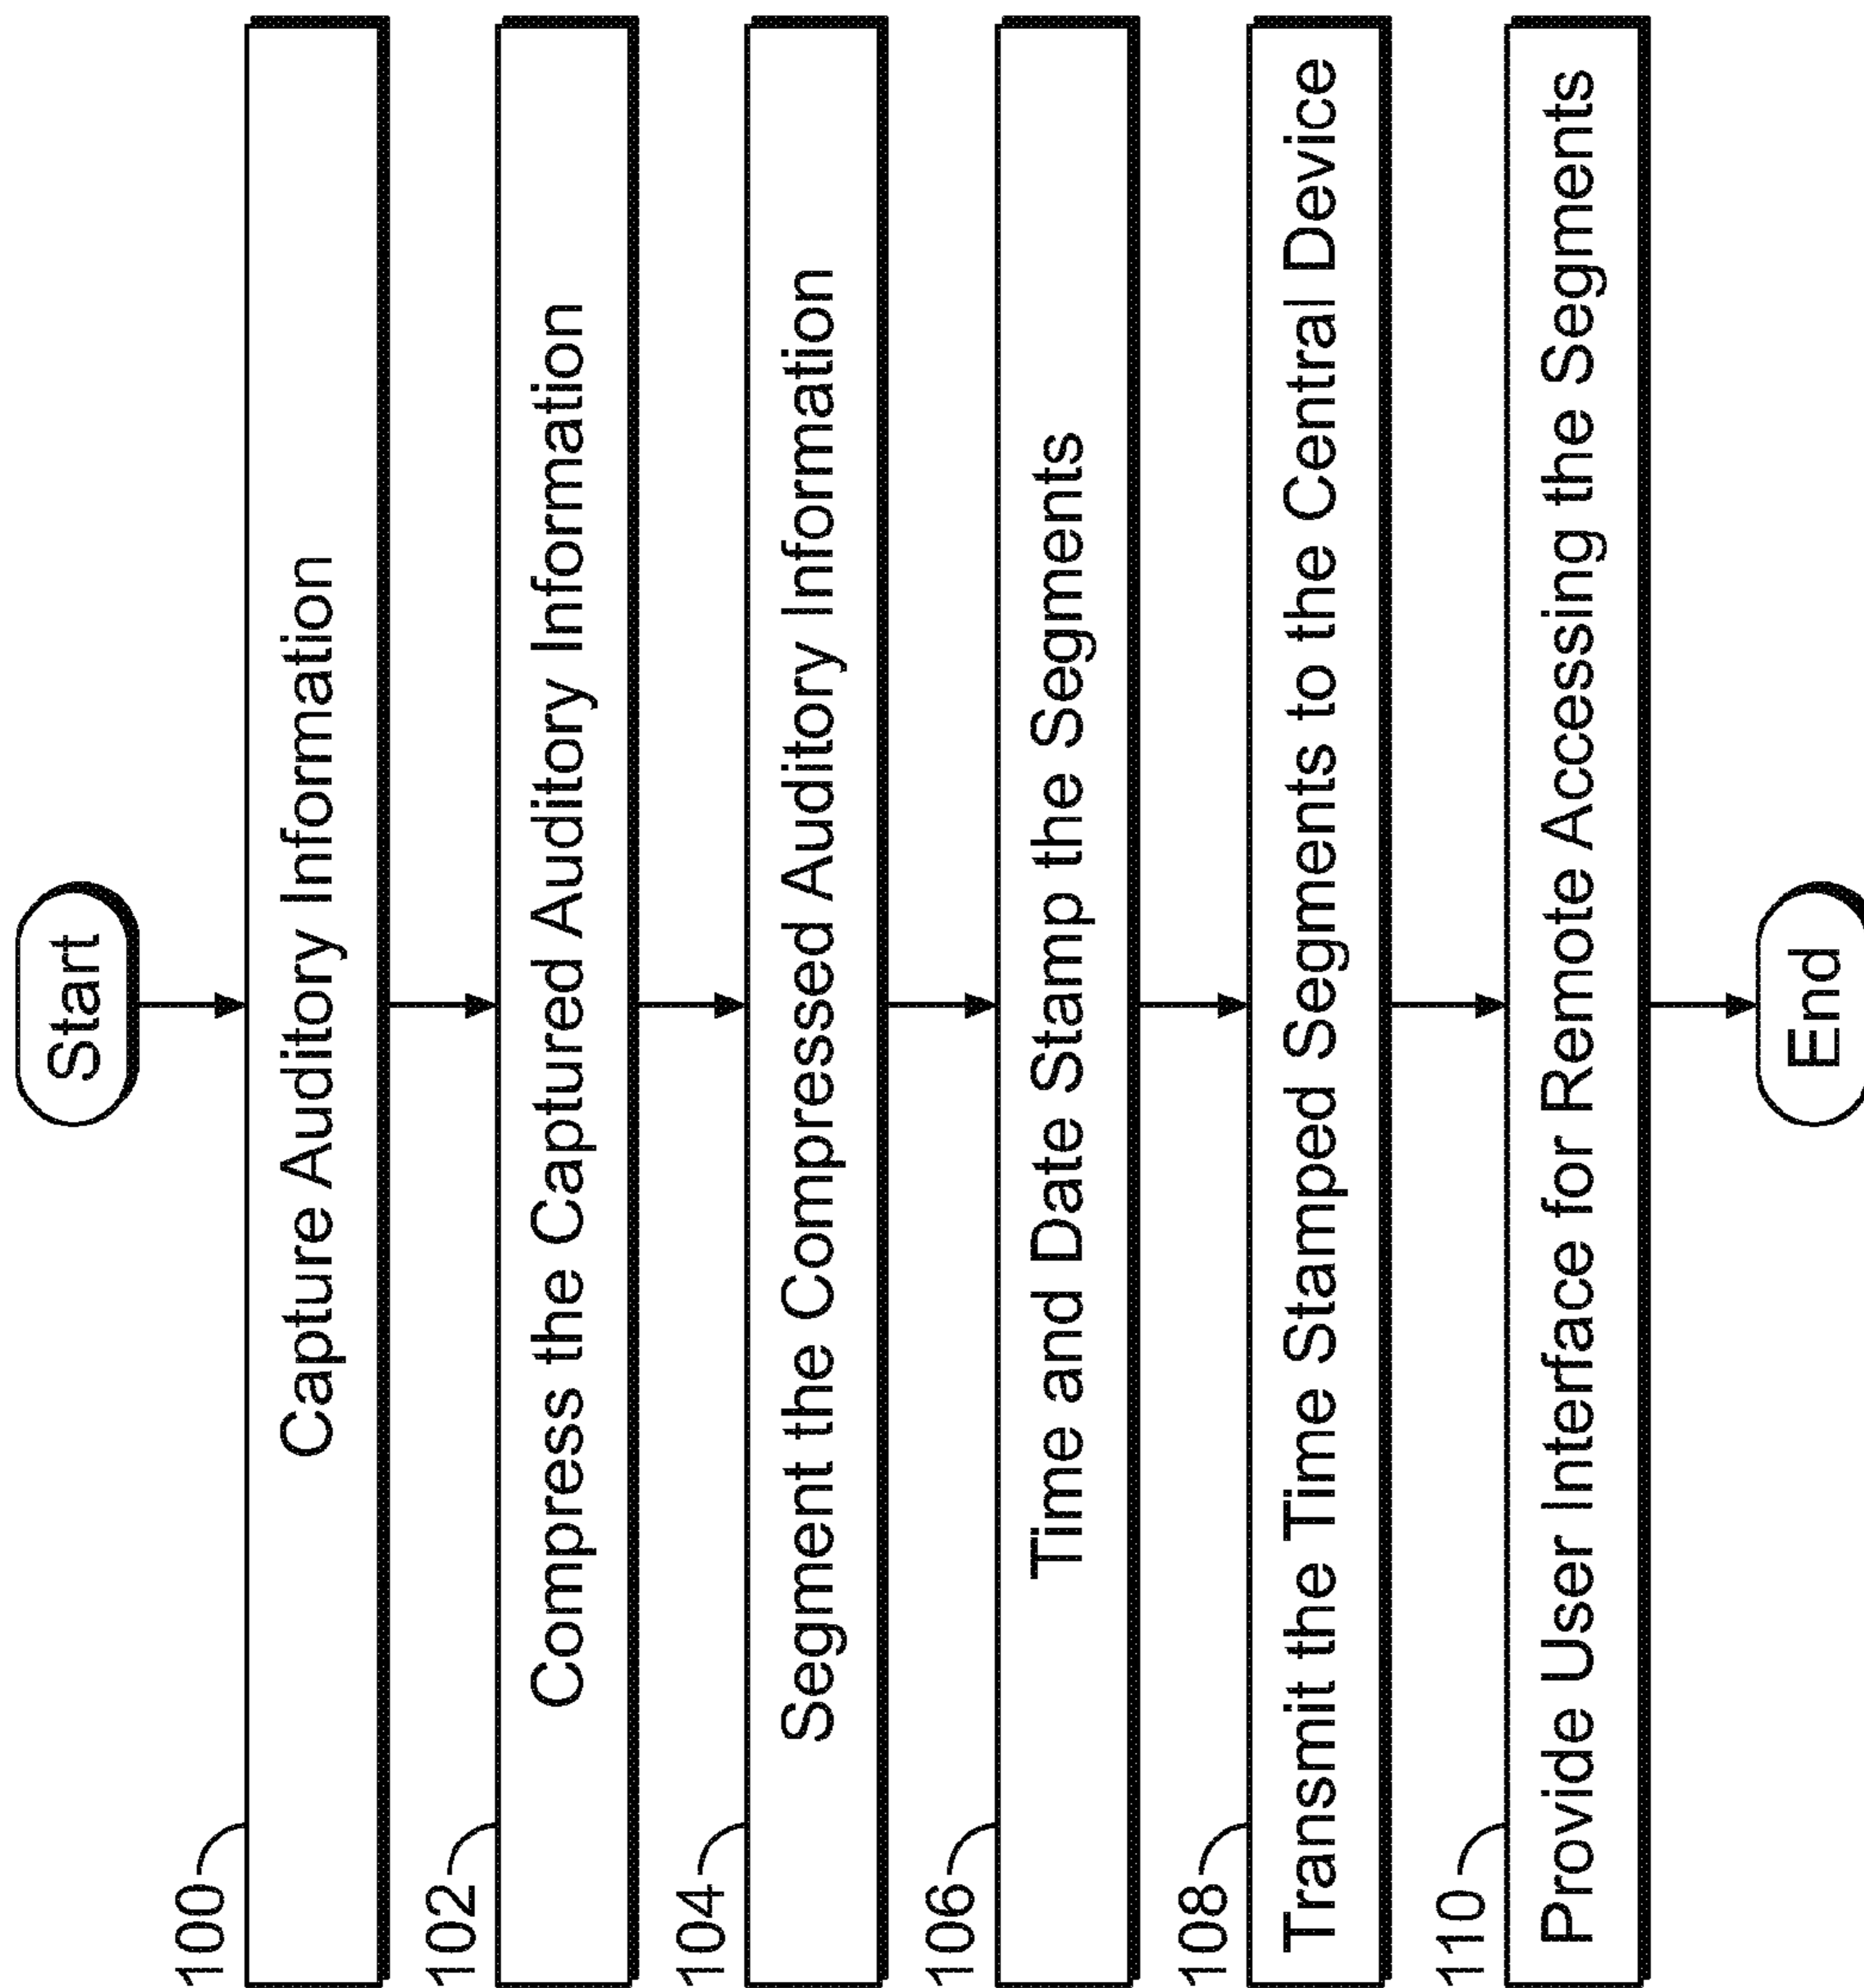 Start
100
Capture Auditory Information
102
Compress the Captured Auditory Information
104
Segment the Compressed Auditory Information
106
Time and Date Stamp the Segments
108
Transmit the Time Stamped Segments to the Central Device
110
Provide User Interface for Remote Accessing the Segments
End